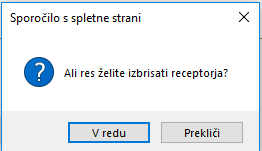 Sporočilo s spletne strani
Ali res želite izbrisati receptorja?
V redu
Prekliči